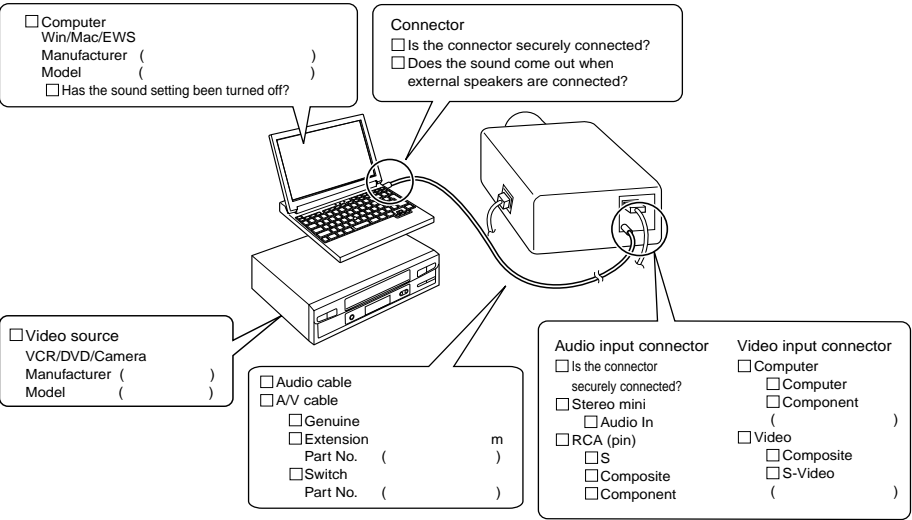 ☐ Computer
Win/Mac/EWS
Manufacturer ( )
Model ( )
☐ Has the sound setting been turned off?
Connector
☐ Is the connector securely connected?
☐ Does the sound come out when
external speakers are connected?
☐ Video source
VCR/DVD/Camera
Manufacturer ( )
Model ( )
☐ Audio cable
☐ A/V cable
☐ Genuine
☐ Extension m
Part No. ( )
☐ Switch
Part No. ( )
Audio input connector
☐ Is the connector
securely connected?
☐ Stereo mini
☐ Audio In
☐ RCA (pin)
☐ S
☐ Composite
☐ Component
Video input connector
☐ Computer
☐ Computer
☐ Component
( )
☐ Video
☐ Composite
☐ S-Video
( )